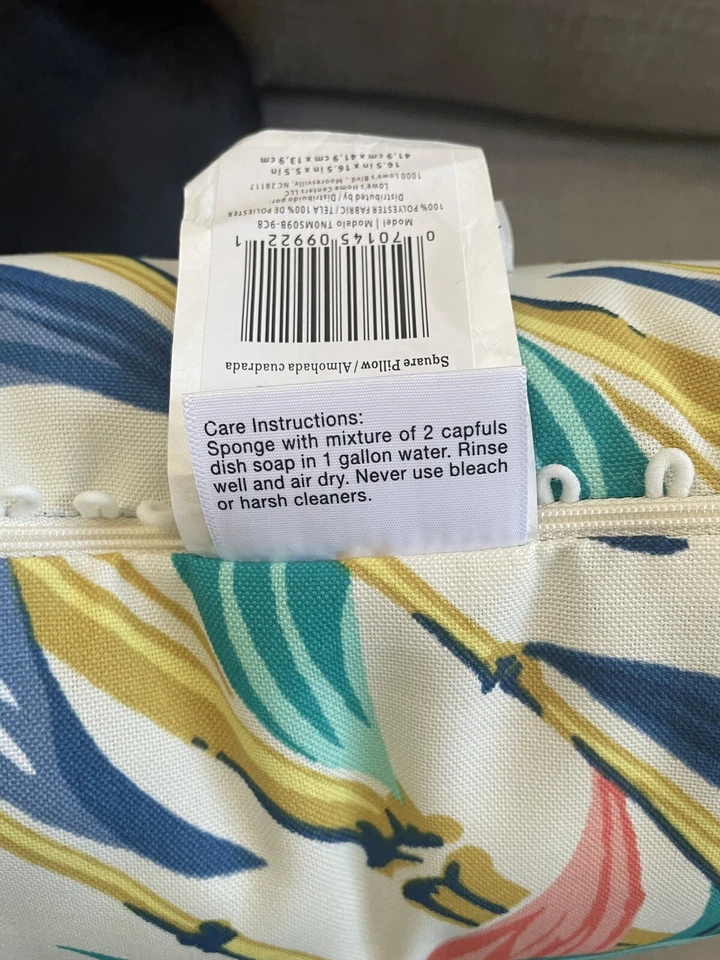 Care Instructions:
Sponge with mixture of 2 capfuls
dish soap in 1 gallon water. Rinse
well and air dry. Never use bleach
or harsh cleaners.
Square Pillow / Almohada cuadrada
0 70145 09922 1
Model | Modelo TN0M5098-9C8
100% POLYESTER FABRIC / TELA 100% DE POLIESTER
Distributed by / Distribuido por:
Lowe's Home Centers LLC
1000 Lowe's Blvd., Mooresville, NC 28117
16.5 in x 16.5 in x 5.5 in
41,9 cm x 41,9 cm x 13,9 cm